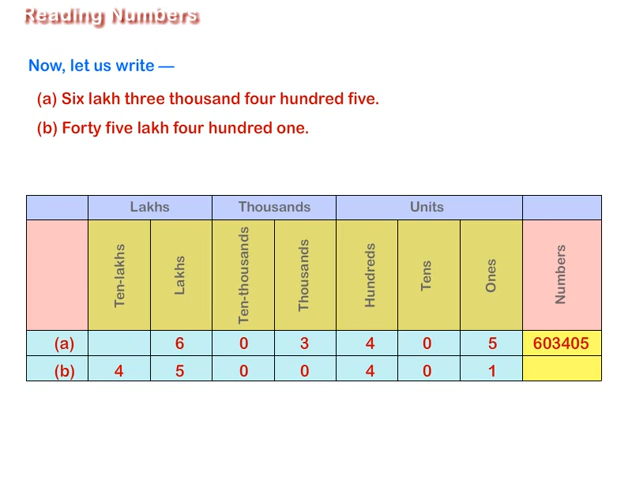 Reading Numbers
Now, let us write —
(a) Six lakh three thousand four hundred five.
(b) Forty five lakh four hundred one.
Lakhs Thousands Units
Ten-lakhs Lakhs Ten-thousands Thousands Hundreds Tens Ones Numbers
(a) 6 0 3 4 0 5 603405
(b) 4 5 0 0 4 0 1